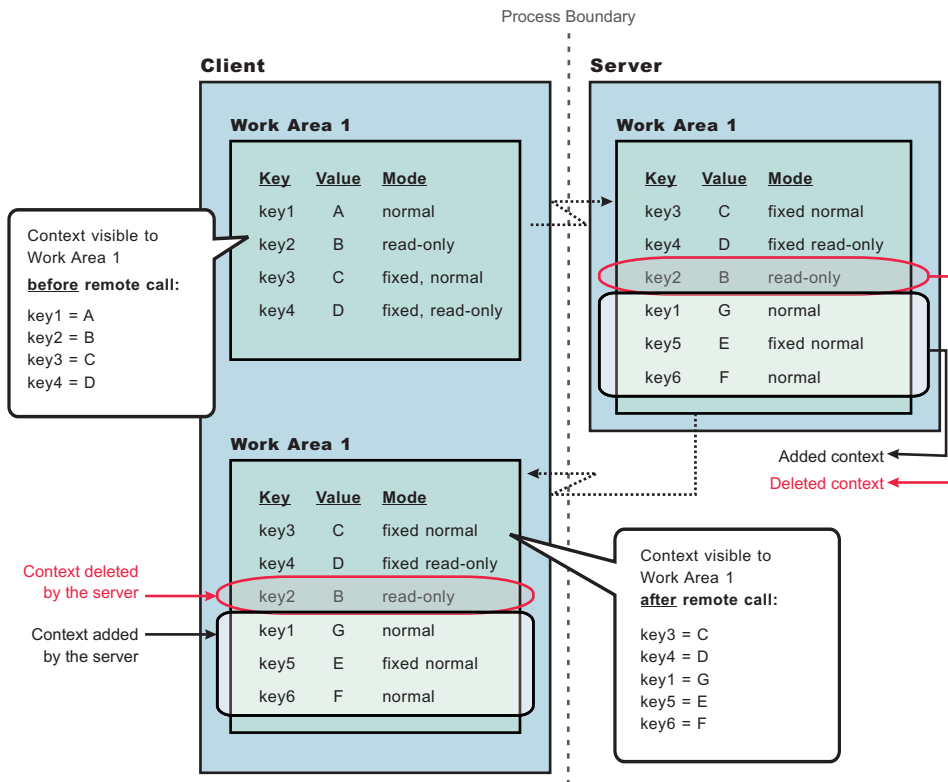 Process Boundary
Client
Work Area 1
Key Value Mode
key1 A normal
key2 B read-only
key3 C fixed, normal
key4 D fixed, read-only
Context visible to
Work Area 1
before remote call:
key1 = A
key2 = B
key3 = C
key4 = D
Server
Work Area 1
Key Value Mode
key3 C fixed normal
key4 D fixed read-only
key2 B read-only
key1 G normal
key5 E fixed normal
key6 F normal
Added context
Deleted context
Work Area 1
Key Value Mode
key3 C fixed normal
key4 D fixed read-only
key2 B read-only
key1 G normal
key5 E fixed normal
key6 F normal
Context deleted
by the server
Context added
by the server
Context visible to
Work Area 1
after remote call:
key3 = C
key4 = D
key1 = G
key5 = E
key6 = F